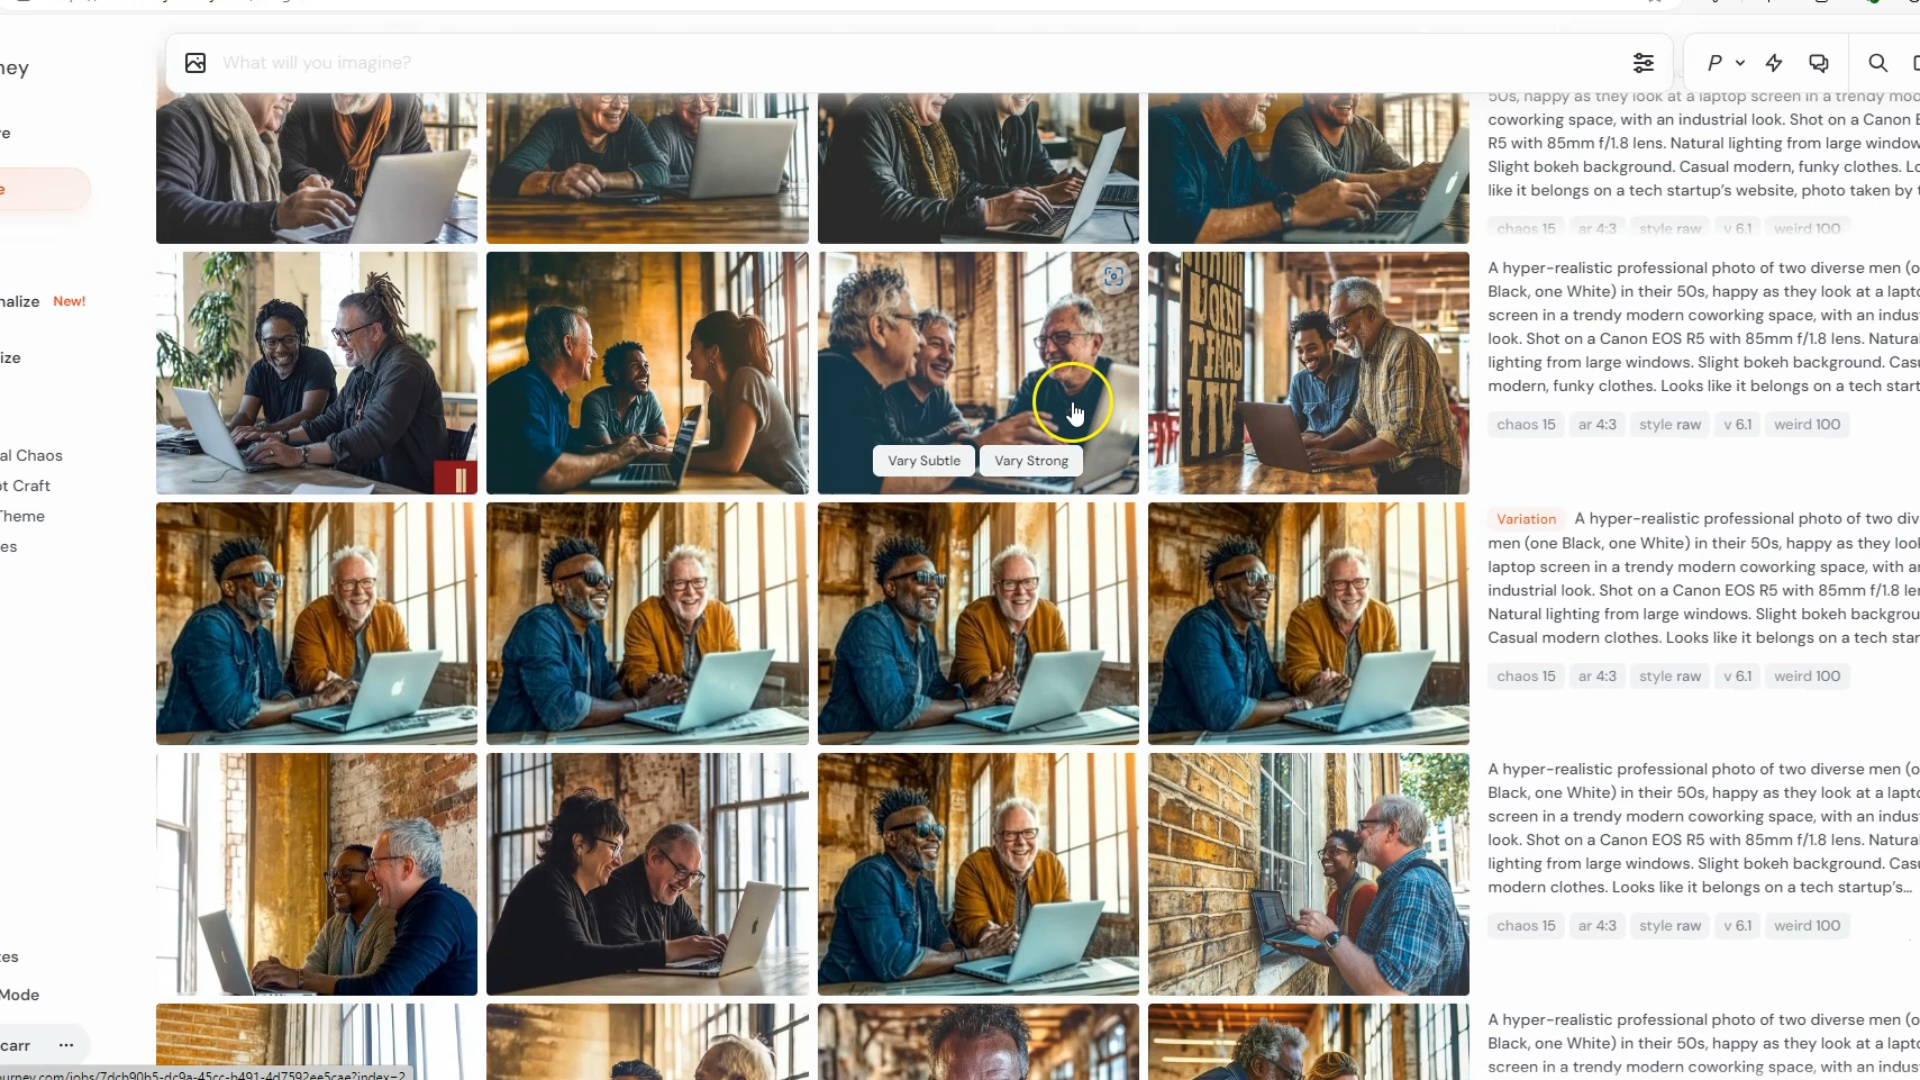 ney
What will you imagine?
P
e
50s, happy as they look at a laptop screen in a trendy mod
coworking space, with an industrial look. Shot on a Canon E
R5 with 85mm f/1.8 lens. Natural lighting from large window
Slight bokeh background. Casual modern, funky clothes. Lo
like it belongs on a tech startup's website, photo taken by t
chaos 15 ar 4:3 style raw v 6.1 weird 100
nalize New!
ize
al Chaos
ot Craft
Theme
es
A hyper-realistic professional photo of two diverse men (o
Black, one White) in their 50s, happy as they look at a lapto
screen in a trendy modern coworking space, with an indus
look. Shot on a Canon EOS R5 with 85mm f/1.8 lens. Natura
lighting from large windows. Slight bokeh background. Casu
modern, funky clothes. Looks like it belongs on a tech start
chaos 15 ar 4:3 style raw v 6.1 weird 100
Vary Subtle Vary Strong
Variation A hyper-realistic professional photo of two div
men (one Black, one White) in their 50s, happy as they look
laptop screen in a trendy modern coworking space, with an
industrial look. Shot on a Canon EOS R5 with 85mm f/1.8 len
Natural lighting from large windows. Slight bokeh backgrou
Casual modern clothes. Looks like it belongs on a tech star
chaos 15 ar 4:3 style raw v 6.1 weird 100
A hyper-realistic professional photo of two diverse men (o
Black, one White) in their 50s, happy as they look at a lapto
screen in a trendy modern coworking space, with an indus
look. Shot on a Canon EOS R5 with 85mm f/1.8 lens. Natura
lighting from large windows. Slight bokeh background. Casu
modern clothes. Looks like it belongs on a tech startup's...
chaos 15 ar 4:3 style raw v 6.1 weird 100
tes
Mode
carr ...
A hyper-realistic professional photo of two diverse men (o
Black, one White) in their 50s, happy as they look at a lapto
screen in a trendy modern coworking space, with an indus